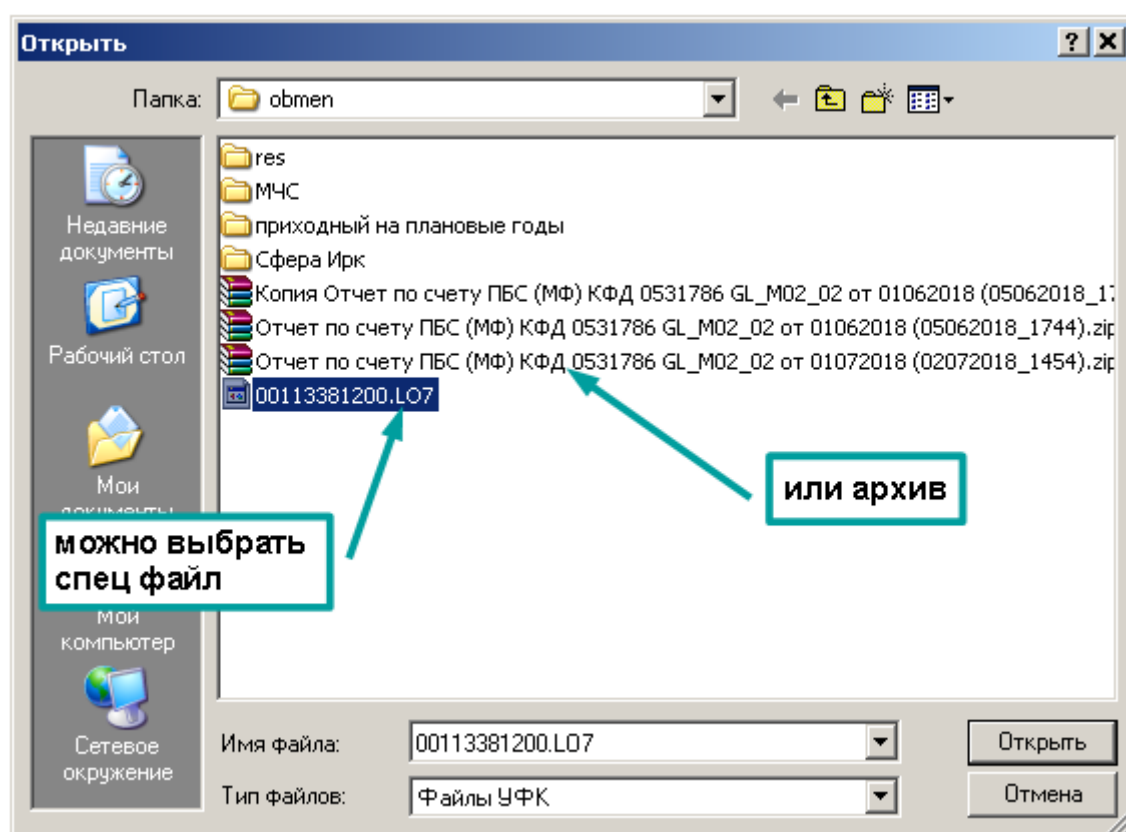 Открыть
Папка:
obmen
Недавние
документы
Рабочий стол
Мои
документы
Мой
компьютер
Сетевое
окружение
res
МЧС
приходный на плановые годы
Сфера Ирк
Копия Отчет по счету ПБС (МФ) КФД 0531786 GL_M02_02 от 01062018 (05062018_17
Отчет по счету ПБС (МФ) КФД 0531786 GL_M02_02 от 01062018 (05062018_1744).zip
Отчет по счету ПБС (МФ) КФД 0531786 GL_M02_02 от 01072018 (02072018_1454).zip
00113381200.LO7
или архив
можно выбрать
спец файл
Имя файла:
00113381200.LO7
Открыть
Тип файлов:
Файлы УФК
Отмена